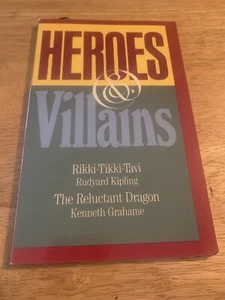 HEROES
&
Villains
Rikki-Tikki-Tavi
Rudyard Kipling
The Reluctant Dragon
Kenneth Grahame